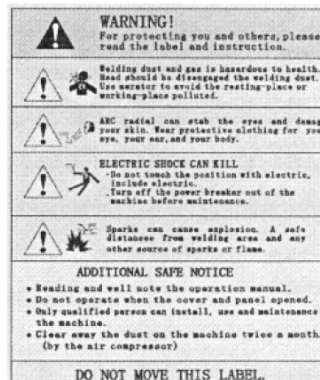 WARNING!
For protecting you and others, please
read the label and instruction.
Welding dust and gas is hazardous to health.
Head should be disengaged the welding dust.
Use aerator to avoid the resting-place or
working-place polluted.
ARC radial can stab the eyes and damag
your skin. Wear protective clothing for you
eye, your ear, and your body.
ELECTRIC SHOCK CAN KILL
·Do not touch the position with electric,
include electric.
·Turn off the power breaker out of the
machine before maintenance.
Sparks can cause explosion. A safe
distances from welding area and any
other source of sparks or flame.
ADDITIONAL SAFE NOTICE
* Reading and well note the operation manual.
* Do not operate when the cover and panel opened.
* Only qualified person can install, use and maintenance
the machine.
* Clear away the dust on the machine twice a month.
(by the air compressor)
DO NOT MOVE THIS LABEL.